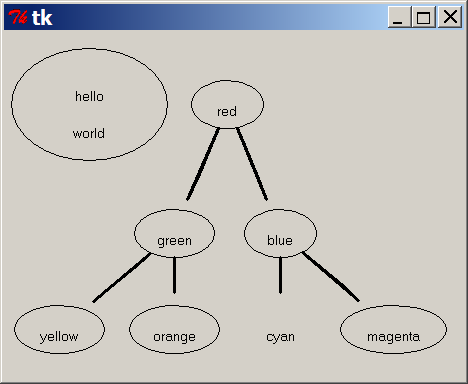 tk
hello
world
red
green
blue
yellow
orange
cyan
magenta